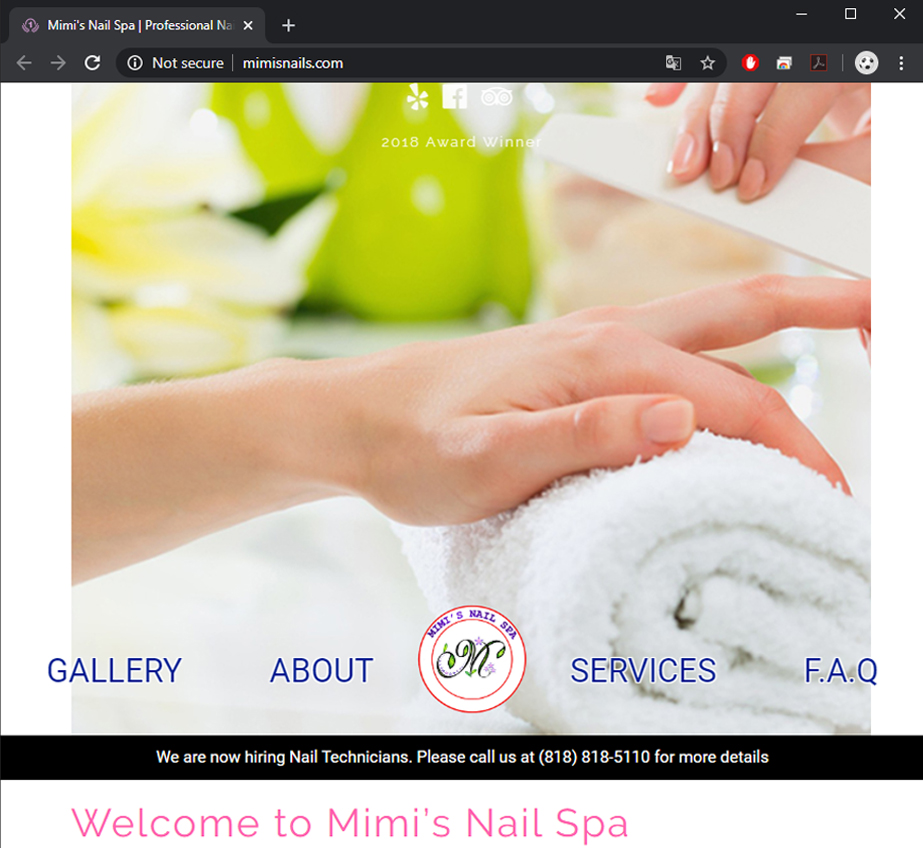 Mimi's Nail Spa | Professional Na
Not secure | mimisnails.com
2018 Award Winner
MIMI'S NAIL SPA
M
GALLERY ABOUT SERVICES F.A.Q
We are now hiring Nail Technicians. Please call us at (818) 818-5110 for more details
Welcome to Mimi’s Nail Spa